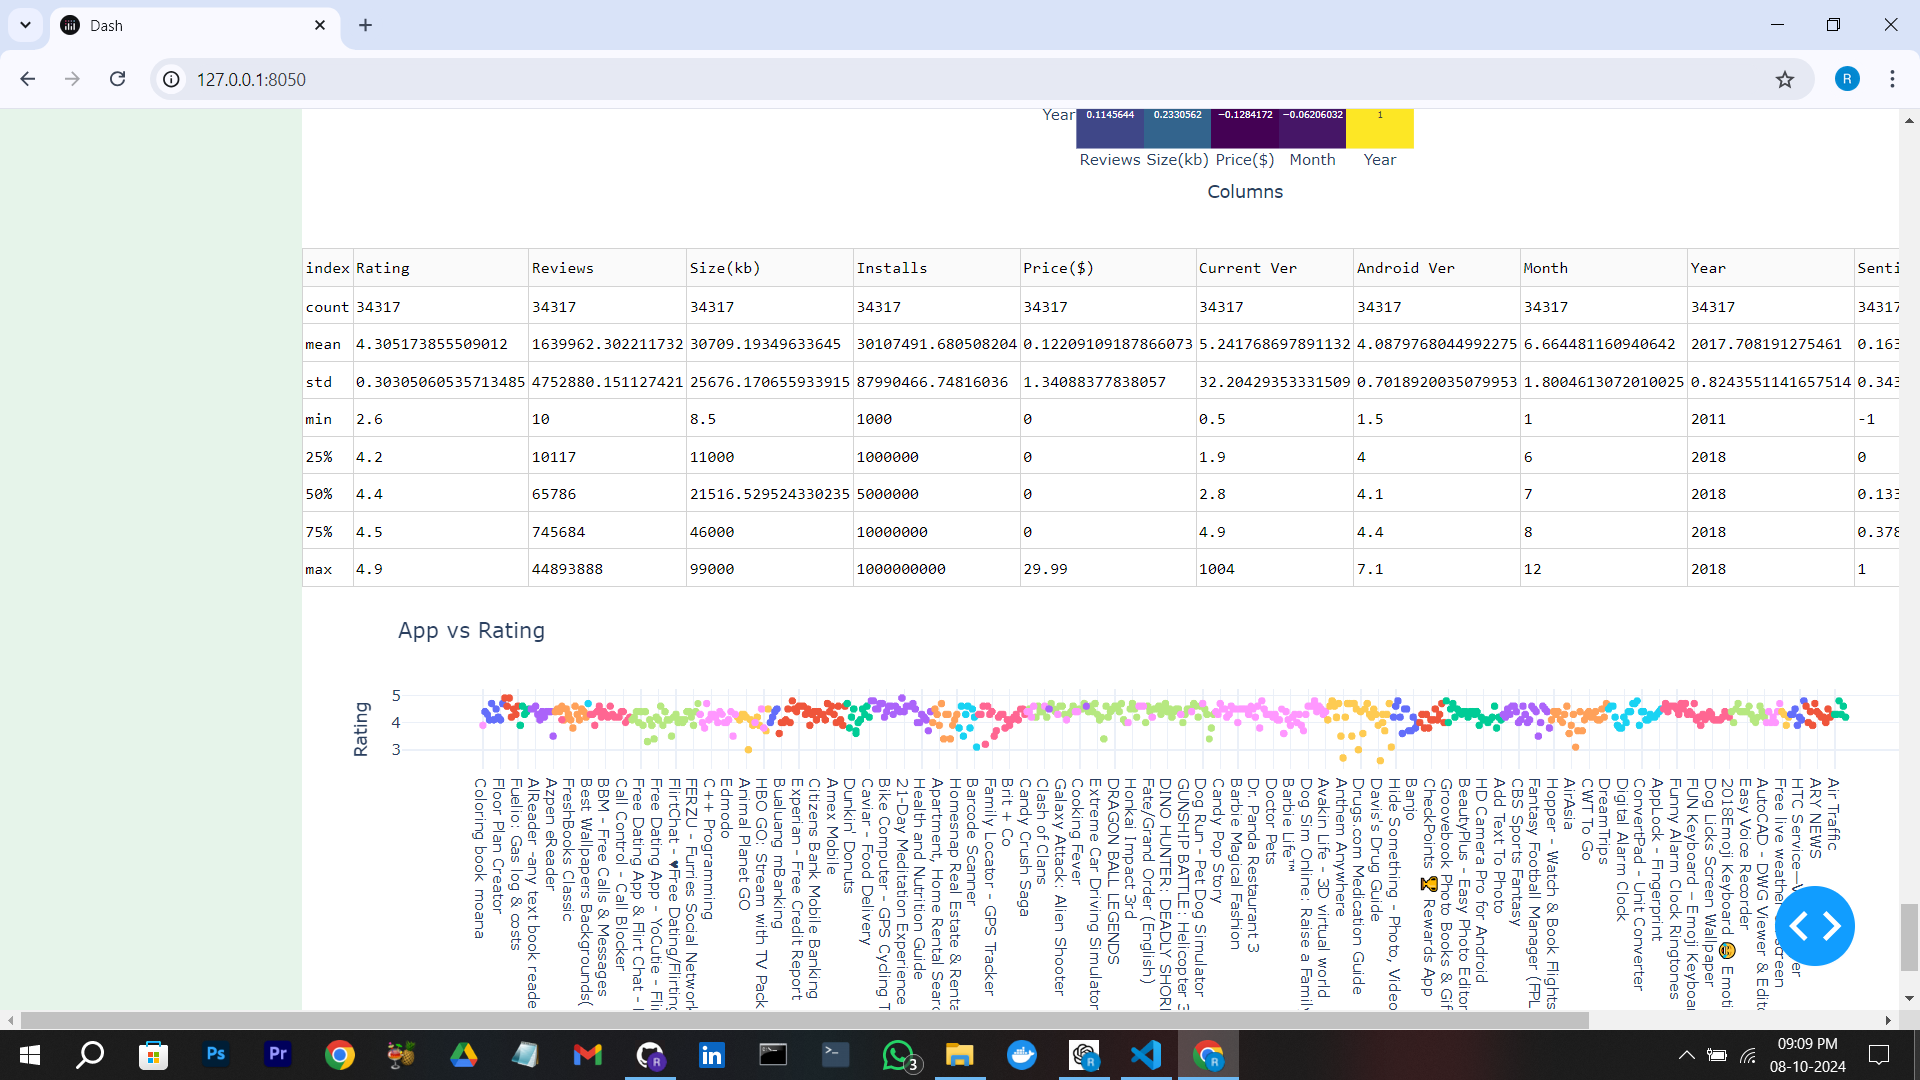 Dash
127.0.0.1:8050
R
Year 0.1145644 0.2330562 −0.1284172 −0.06206032 1
Reviews Size(kb) Price($) Month Year
Columns
index Rating Reviews Size(kb) Installs Price($) Current Ver Android Ver Month Year Senti
count 34317 34317 34317 34317 34317 34317 34317 34317 34317 34317
mean 4.305173855509012 1639962.302211732 30709.19349633645 30107491.680508204 0.12209109187866073 5.241768697891132 4.0879768044992275 6.664481160940642 2017.708191275461 0.163
std 0.30305060535713485 4752880.151127421 25676.170655933915 87990466.74816036 1.34088377838057 32.20429353331509 0.7018920035079953 1.8004613072010025 0.8243551141657514 0.343
min 2.6 10 8.5 1000 0 0.5 1.5 1 2011 -1
25% 4.2 10117 11000 1000000 0 1.9 4 6 2018 0
50% 4.4 65786 21516.529524330235 5000000 0 2.8 4.1 7 2018 0.133
75% 4.5 745684 46000 10000000 0 4.9 4.4 8 2018 0.378
max 4.9 44893888 99000 1000000000 29.99 1004 7.1 12 2018 1
App vs Rating
Rating
5
4
3
Coloring book moana
Floor Plan Creator
Fuelio: Gas log & costs
AlReader -any text book reade
Azpen eReader
FreshBooks Classic
Best Wallpapers Backgrounds(
BBM - Free Calls & Messages
Call Control - Call Blocker
Free Dating App & Flirt Chat -
Free Dating App - YoCutie - Fli
FlirtChat - ♥Free Dating/Flirting
FERZU - Furries Social Network
C++ Programming
Edmodo
Animal Planet GO
HBO GO: Stream with TV Pack
Bualuang mBanking
Experian - Free Credit Report
Citizens Bank Mobile Banking
Amex Mobile
Dunkin' Donuts
Caviar - Food Delivery
Bike Computer - GPS Cycling T
21-Day Meditation Experience
Health and Nutrition Guide
Apartment, Home Rental Searc
Homesnap Real Estate & Renta
Barcode Scanner
Family Locator - GPS Tracker
Brit + Co
Candy Crush Saga
Clash of Clans
Galaxy Attack: Alien Shooter
Cooking Fever
Extreme Car Driving Simulator
DRAGON BALL LEGENDS
Honkai Impact 3rd
Fate/Grand Order (English)
DINO HUNTER: DEADLY SHOR
GUNSHIP BATTLE: Helicopter 3
Dog Run - Pet Dog Simulator
Candy Pop Story
Barbie Magical Fashion
Dr. Panda Restaurant 3
Doctor Pets
Barbie Life™
Dog Sim Online: Raise a Famil
Avakin Life - 3D virtual world
Anthem Anywhere
Drugs.com Medication Guide
Davis's Drug Guide
Hide Something - Photo, Video
Banjo
CheckPoints 🏆 Rewards App
Groovebook Photo Books & Gif
BeautyPlus - Easy Photo Editor
HD Camera Pro for Android
Add Text To Photo
CBS Sports Fantasy
Fantasy Football Manager (FPL
Hopper - Watch & Book Flights
AirAsia
CWT To Go
DreamTrips
Digital Alarm Clock
ConvertPad - Unit Converter
AppLock - Fingerprint
Funny Alarm Clock Ringtones
FUN Keyboard – Emoji Keyboar
Dog Licks Screen Wallpaper
2018Emoji Keyboard 😂 Emoti
Easy Voice Recorder
AutoCAD - DWG Viewer & Edito
Free live weather
HTC Service—
ARY NEWS
Air Traffic
Ps
Pr
3
09:09 PM
08-10-2024